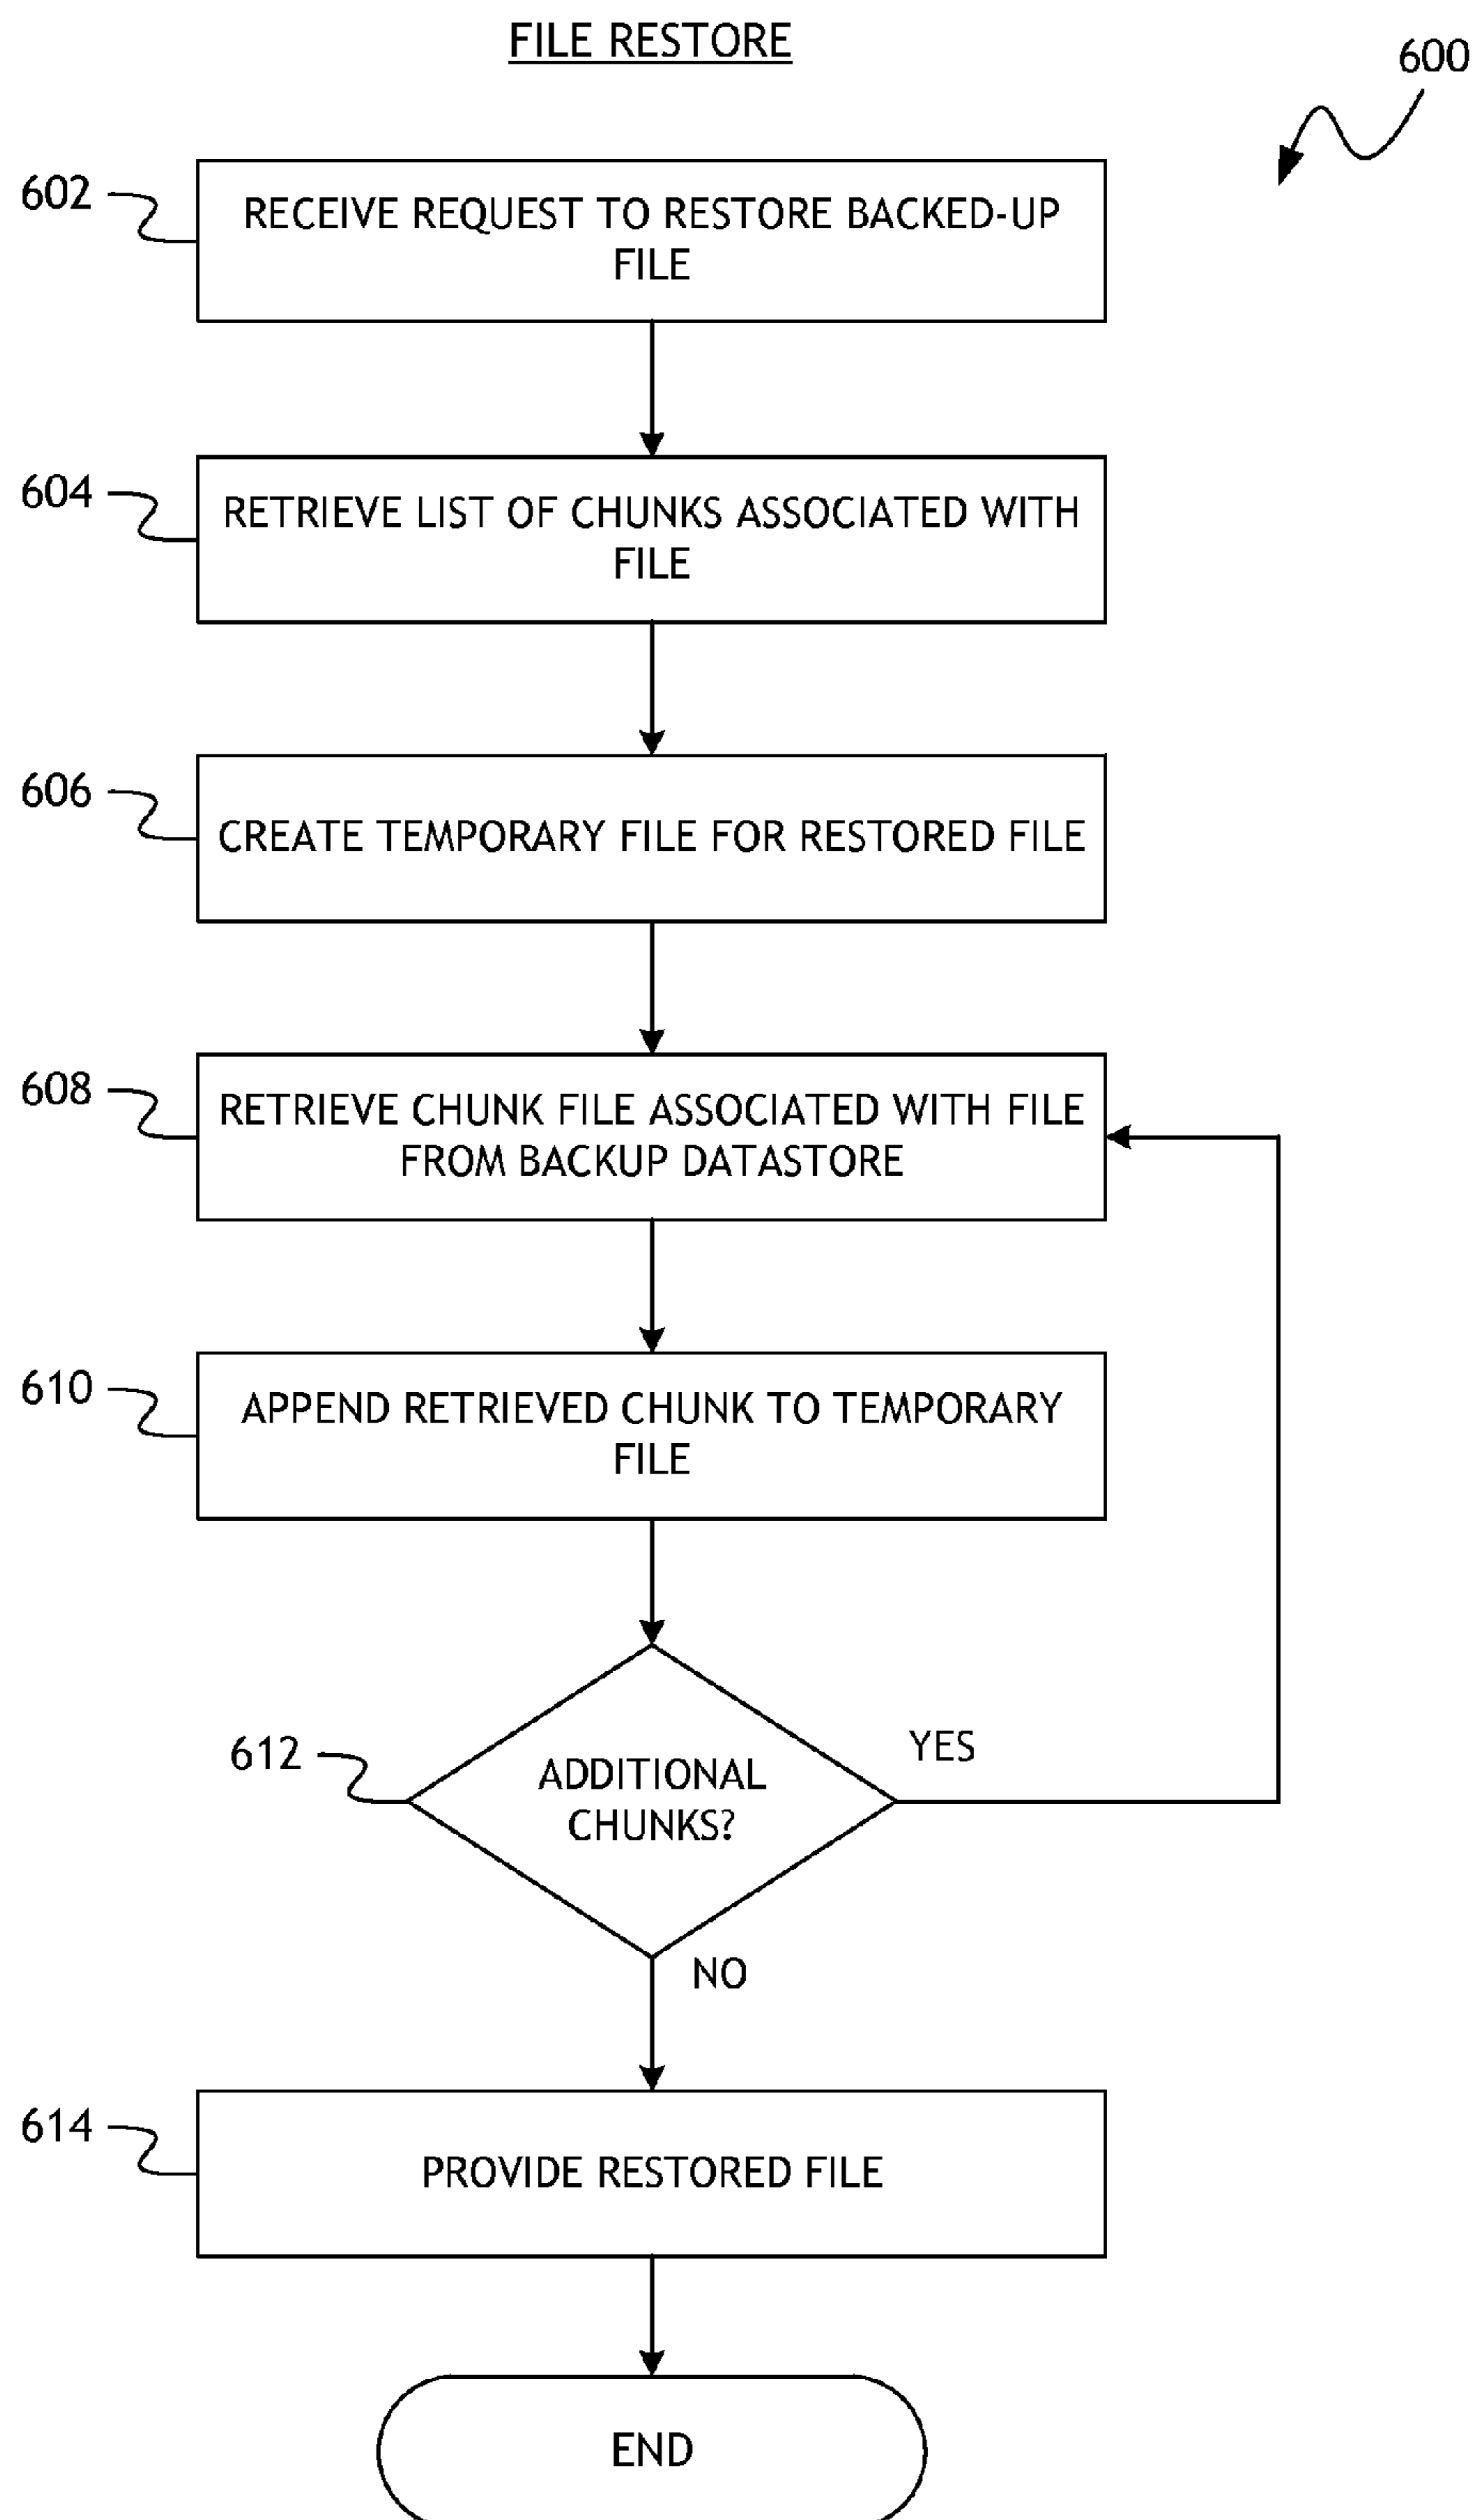 FILE RESTORE
600
602
RECEIVE REQUEST TO RESTORE BACKED-UP
FILE
604
RETRIEVE LIST OF CHUNKS ASSOCIATED WITH
FILE
606
CREATE TEMPORARY FILE FOR RESTORED FILE
608
RETRIEVE CHUNK FILE ASSOCIATED WITH FILE
FROM BACKUP DATASTORE
610
APPEND RETRIEVED CHUNK TO TEMPORARY
FILE
612
ADDITIONAL
CHUNKS?
YES
NO
614
PROVIDE RESTORED FILE
END